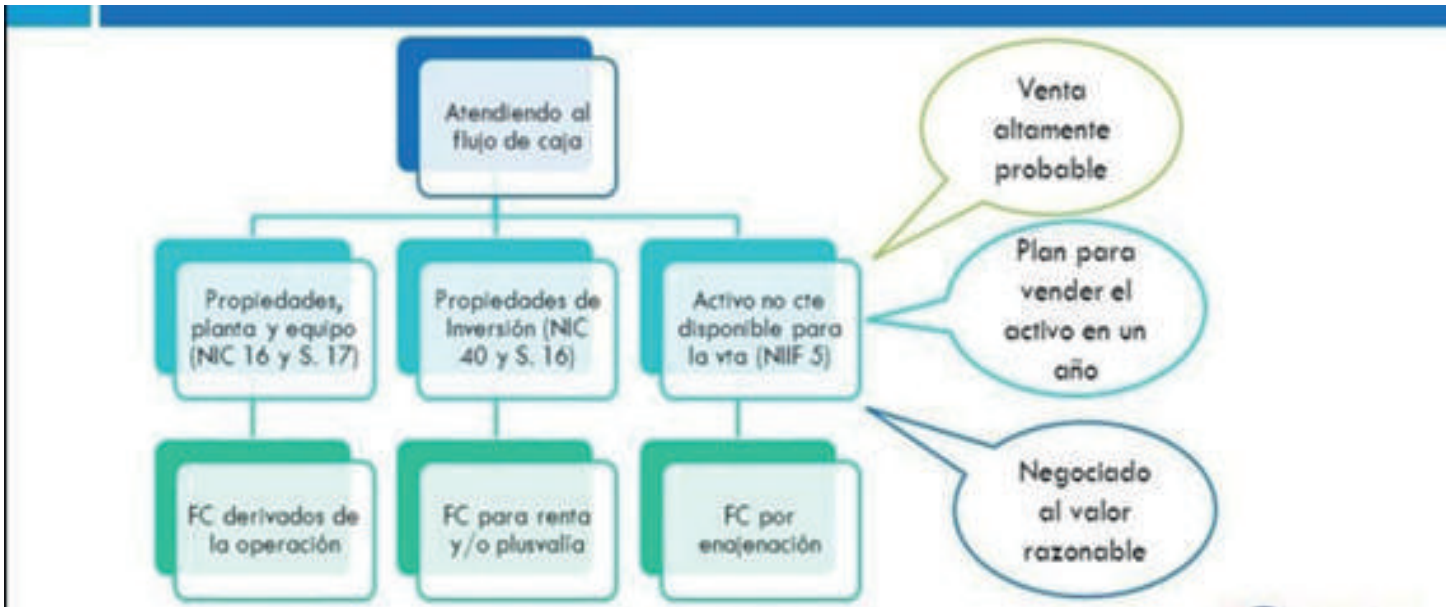 Atendiendo al
flujo de caja
Venta
altamente
probable
Propiedades,
planta y equipo
(NIC 16 y S. 17)
Propiedades de
Inversión (NIC
40 y S. 16)
Activo no cte
disponible para
la vta (NIIF 5)
Plan para
vender el
activo en un
año
FC derivados de
la operación
FC para renta
y/o plusvalía
FC por
enajenación
Negociado
al valor
razonable